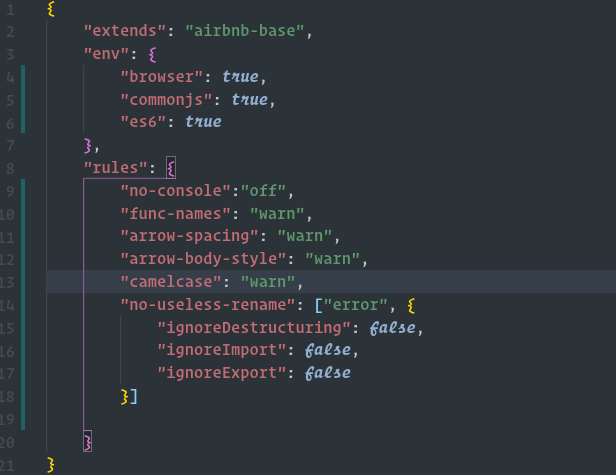 1 {
2     "extends": "airbnb-base",
3     "env": {
4         "browser": true,
5         "commonjs": true,
6         "es6": true
7     },
8     "rules": {
9         "no-console":"off",
10         "func-names": "warn",
11         "arrow-spacing": "warn",
12         "arrow-body-style": "warn",
13         "camelcase": "warn",
14         "no-useless-rename": ["error", {
15             "ignoreDestructuring": false,
16             "ignoreImport": false,
17             "ignoreExport": false
18         }]
19
20     }
21 }